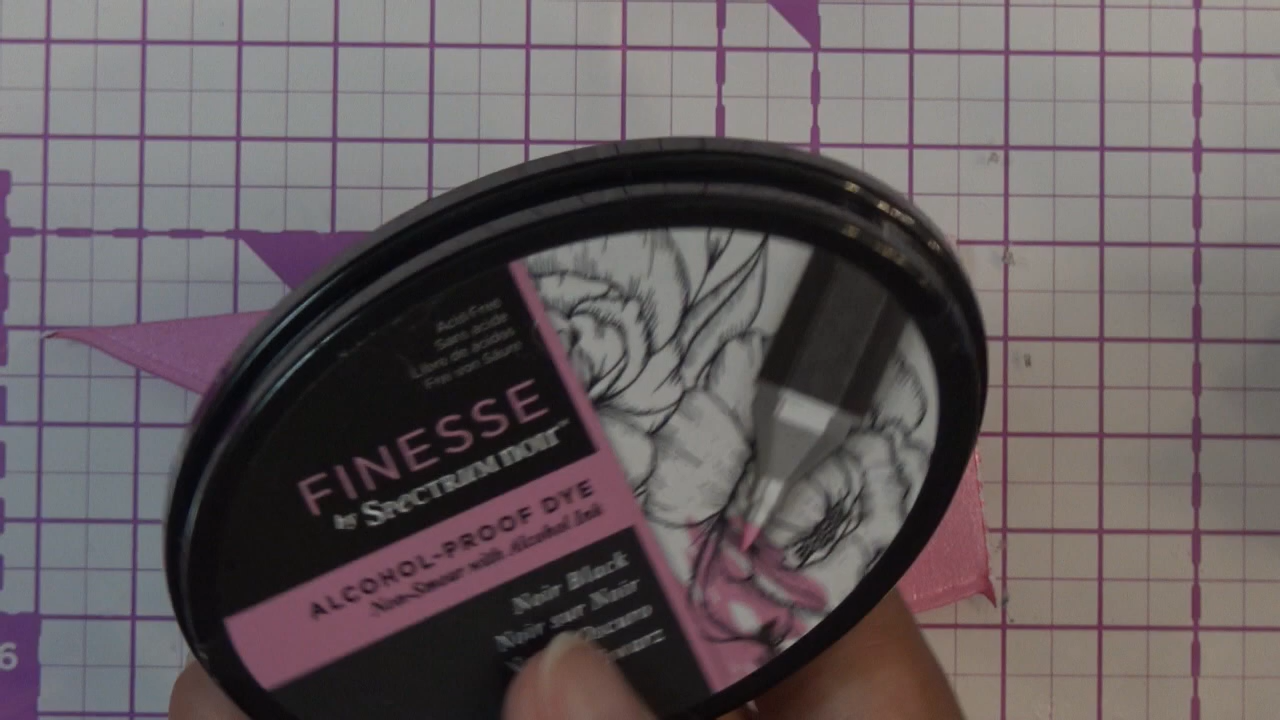 Acid Free
Sans acide
Libre de ácidos
Frei von Säure
FINESSE
by SPECTRUM NOIR™
ALCOHOL-PROOF DYE
Non-Smear with Alcohol Ink
Noir Black
Noir sur Noir
6